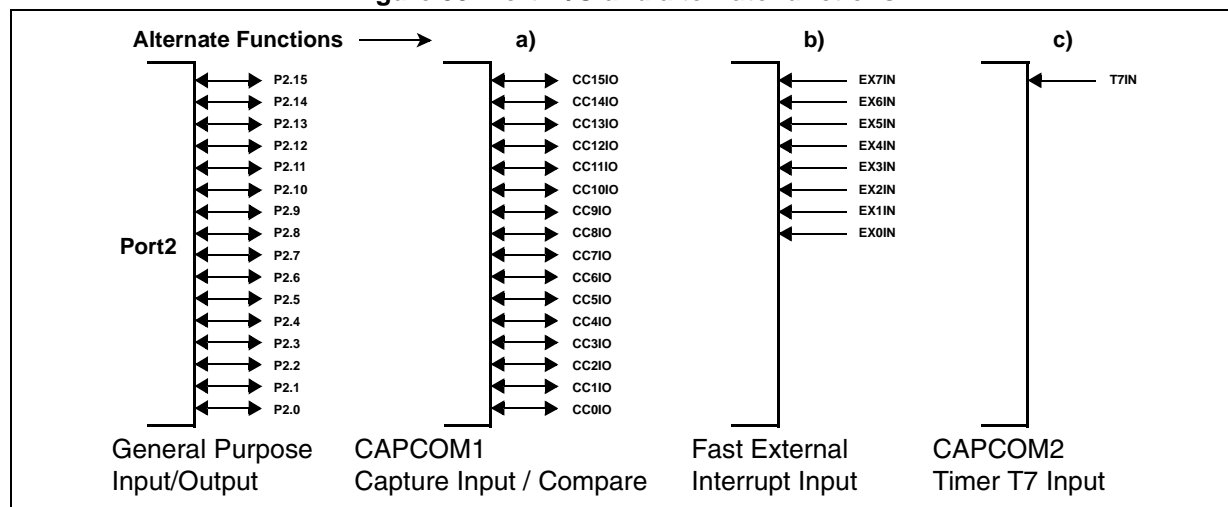 Alternate Functions a) b) c)
P2.15 CC15IO EX7IN T7IN
P2.14 CC14IO EX6IN
P2.13 CC13IO EX5IN
P2.12 CC12IO EX4IN
P2.11 CC11IO EX3IN
P2.10 CC10IO EX2IN
P2.9 CC9IO EX1IN
P2.8 CC8IO EX0IN
Port2
P2.7 CC7IO
P2.6 CC6IO
P2.5 CC5IO
P2.4 CC4IO
P2.3 CC3IO
P2.2 CC2IO
P2.1 CC1IO
P2.0 CC0IO
General Purpose CAPCOM1 Fast External CAPCOM2
Input/Output Capture Input / Compare Interrupt Input Timer T7 Input